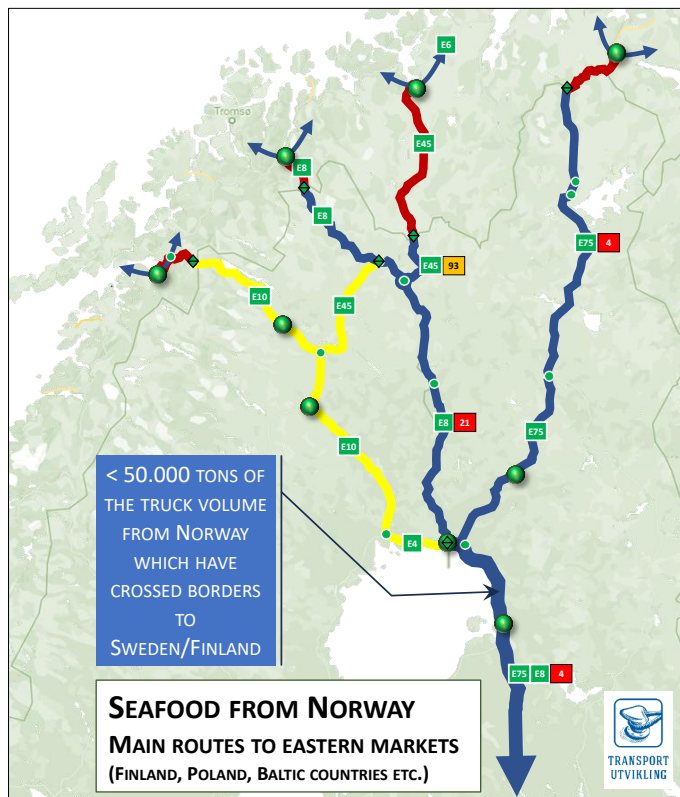 E6
Tromsø
E45
E8
E8
E75 4
E45 93
E10
E45
E8 21
E75
E10
< 50.000 TONS OF
THE TRUCK VOLUME
FROM NORWAY
WHICH HAVE
CROSSED BORDERS
TO
SWEDEN/FINLAND
E4
E75 E8 4
SEAFOOD FROM NORWAY
MAIN ROUTES TO EASTERN MARKETS
(FINLAND, POLAND, BALTIC COUNTRIES ETC.)
TRANSPORT
UTVIKLING